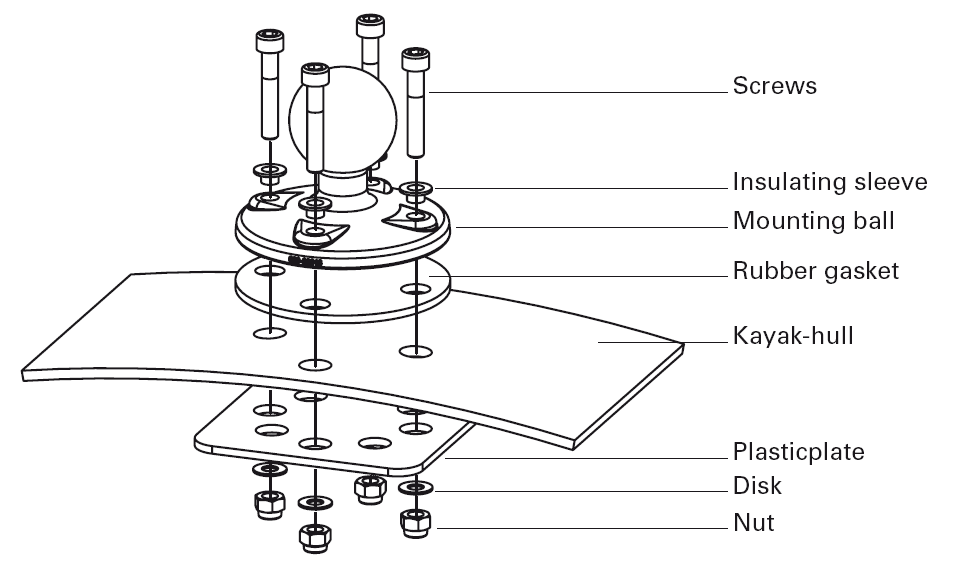 Screws
Insulating sleeve
Mounting ball
Rubber gasket
Kayak-hull
Plasticplate
Disk
Nut